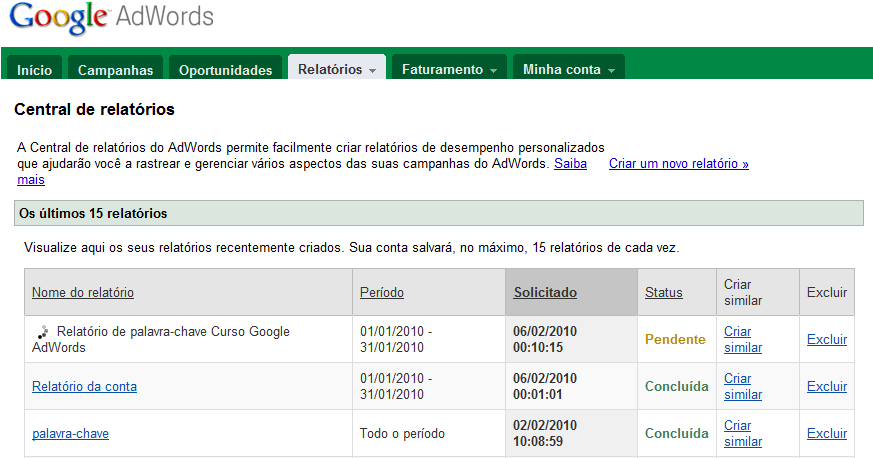 Google AdWords
Início Campanhas Oportunidades Relatórios Faturamento Minha conta
Central de relatórios
A Central de relatórios do AdWords permite facilmente criar relatórios de desempenho personalizados
que ajudarão você a rastrear e gerenciar vários aspectos das suas campanhas do AdWords. Saiba
mais
Criar um novo relatório »
Os últimos 15 relatórios
Visualize aqui os seus relatórios recentemente criados. Sua conta salvará, no máximo, 15 relatórios de cada vez.
Nome do relatório Período Solicitado Status Criar
similar Excluir
Relatório de palavra-chave Curso Google
AdWords
01/01/2010 -
31/01/2010
06/02/2010
00:10:15
Pendente
Criar
similar
Excluir
Relatório da conta
01/01/2010 -
31/01/2010
06/02/2010
00:01:01
Concluída
Criar
similar
Excluir
palavra-chave
Todo o período
02/02/2010
10:08:59
Concluída
Criar
similar
Excluir